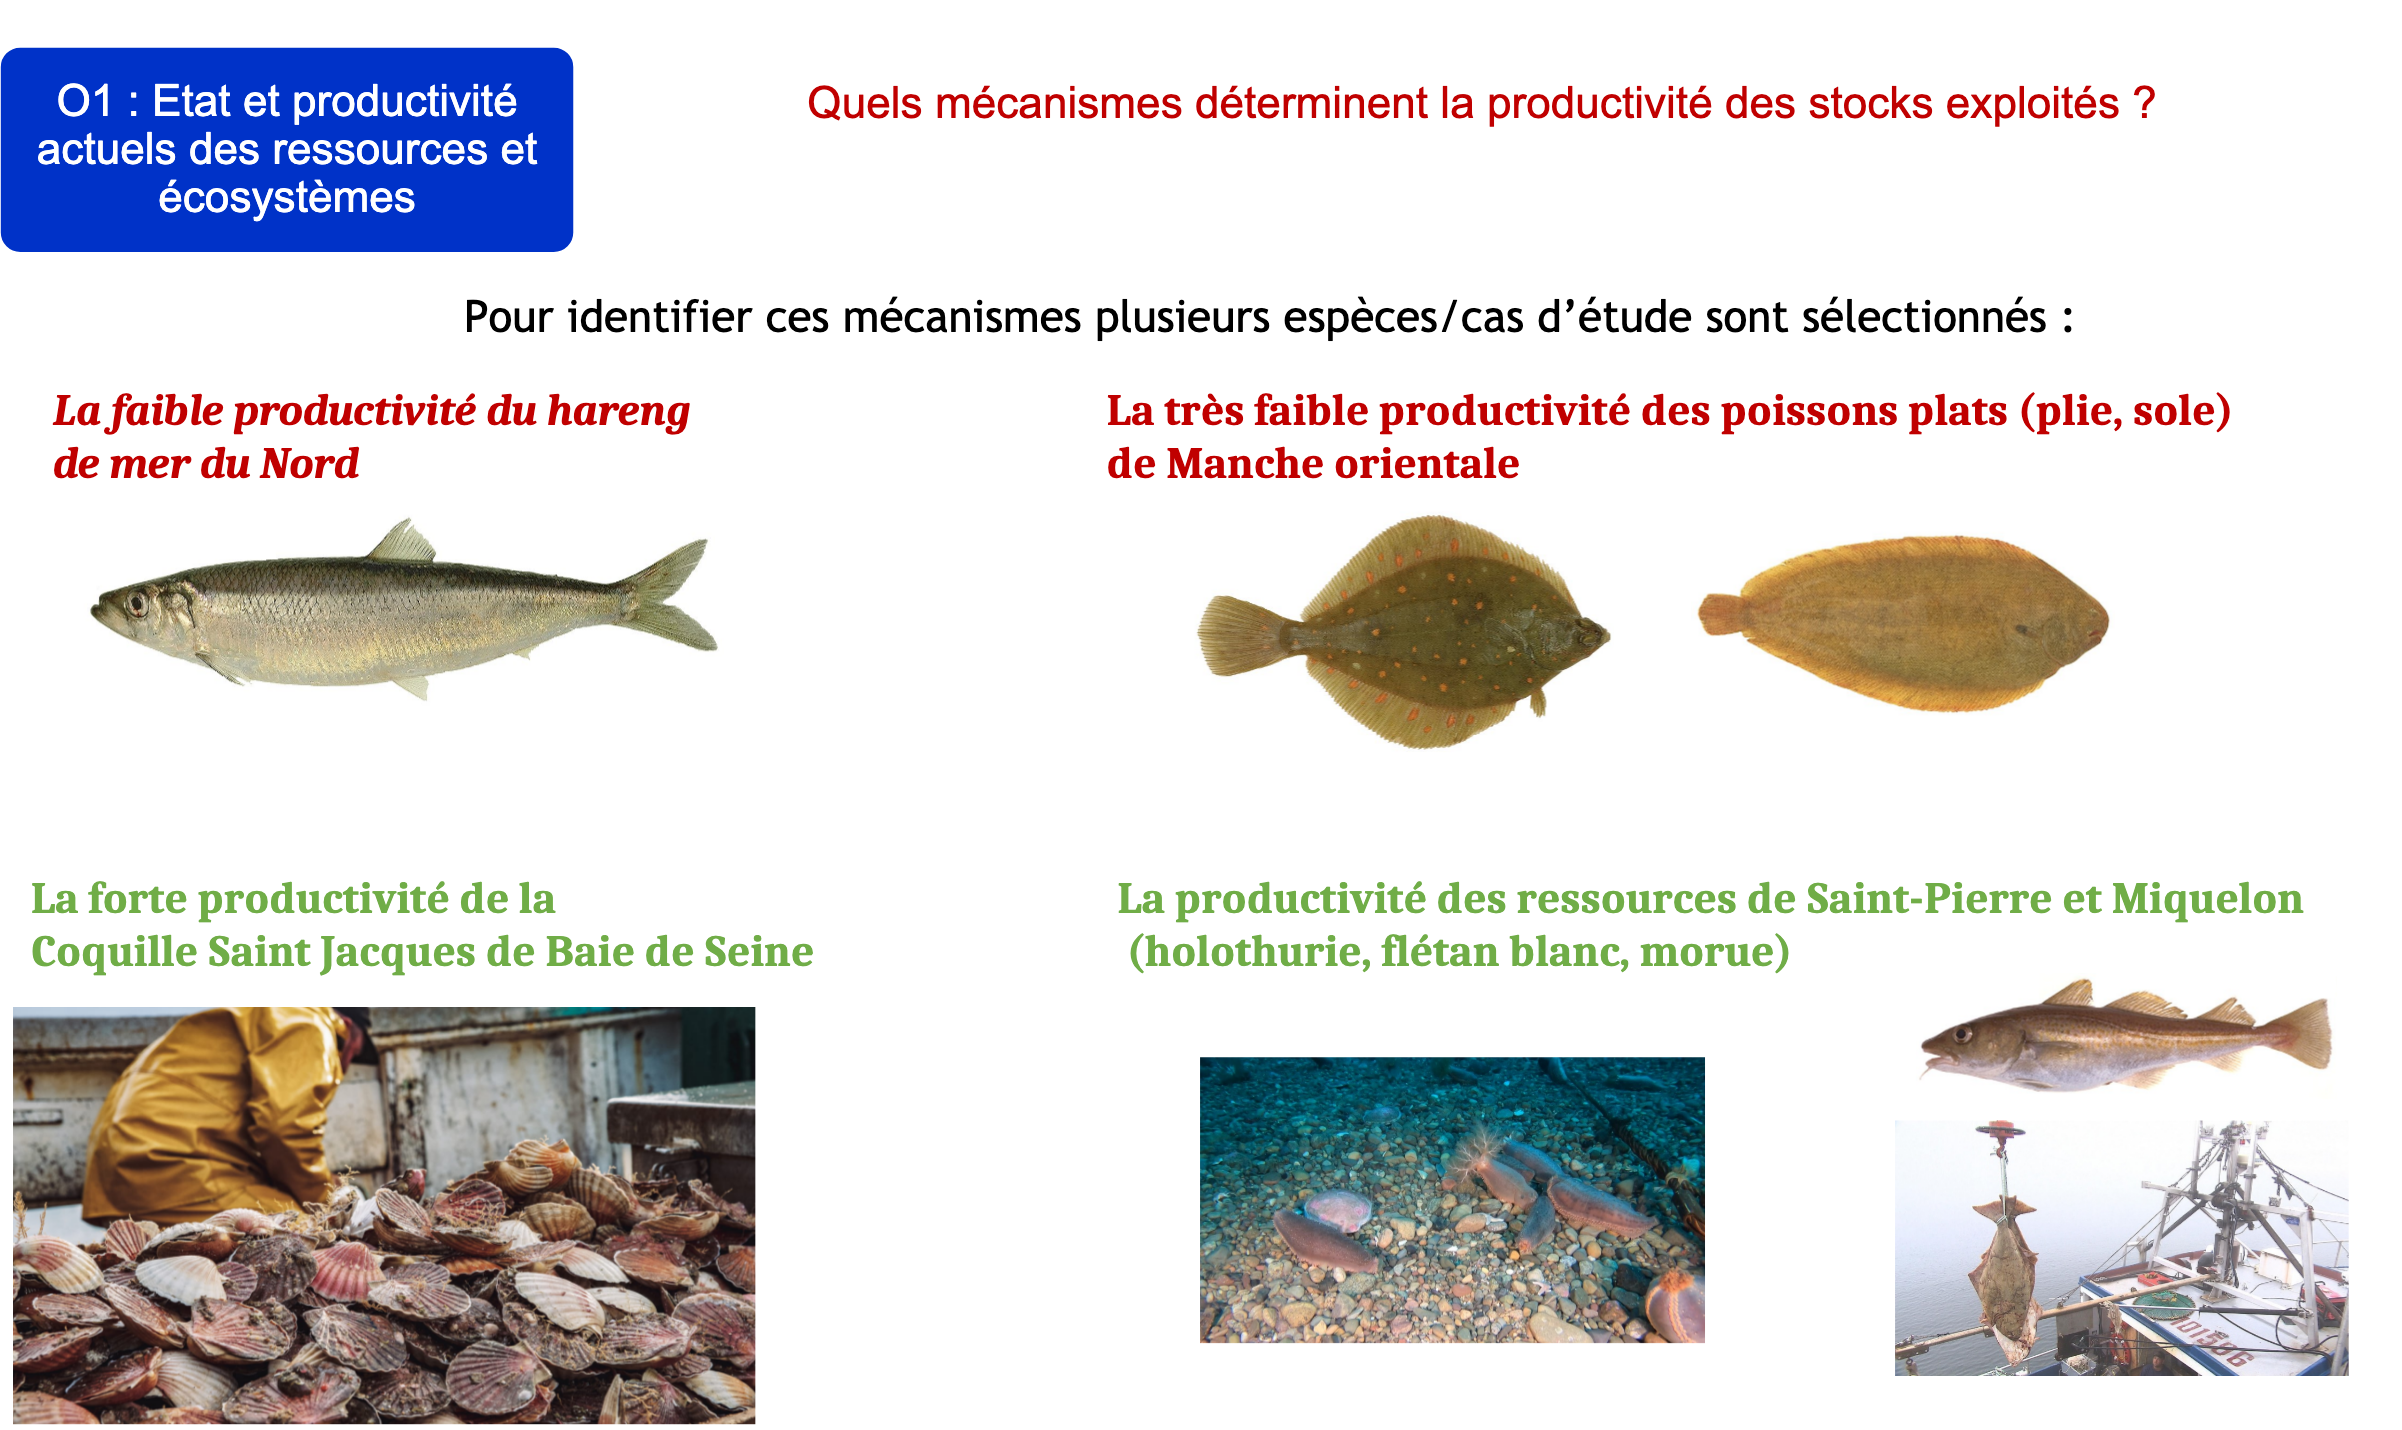 O1 : Etat et productivité
actuels des ressources et
écosystèmes
Quels mécanismes déterminent la productivité des stocks exploités ?
Pour identifier ces mécanismes plusieurs espèces/cas d’étude sont sélectionnés :
La faible productivité du hareng
de mer du Nord
La très faible productivité des poissons plats (plie, sole)
de Manche orientale
La forte productivité de la
Coquille Saint Jacques de Baie de Seine
La productivité des ressources de Saint-Pierre et Miquelon
(holothurie, flétan blanc, morue)